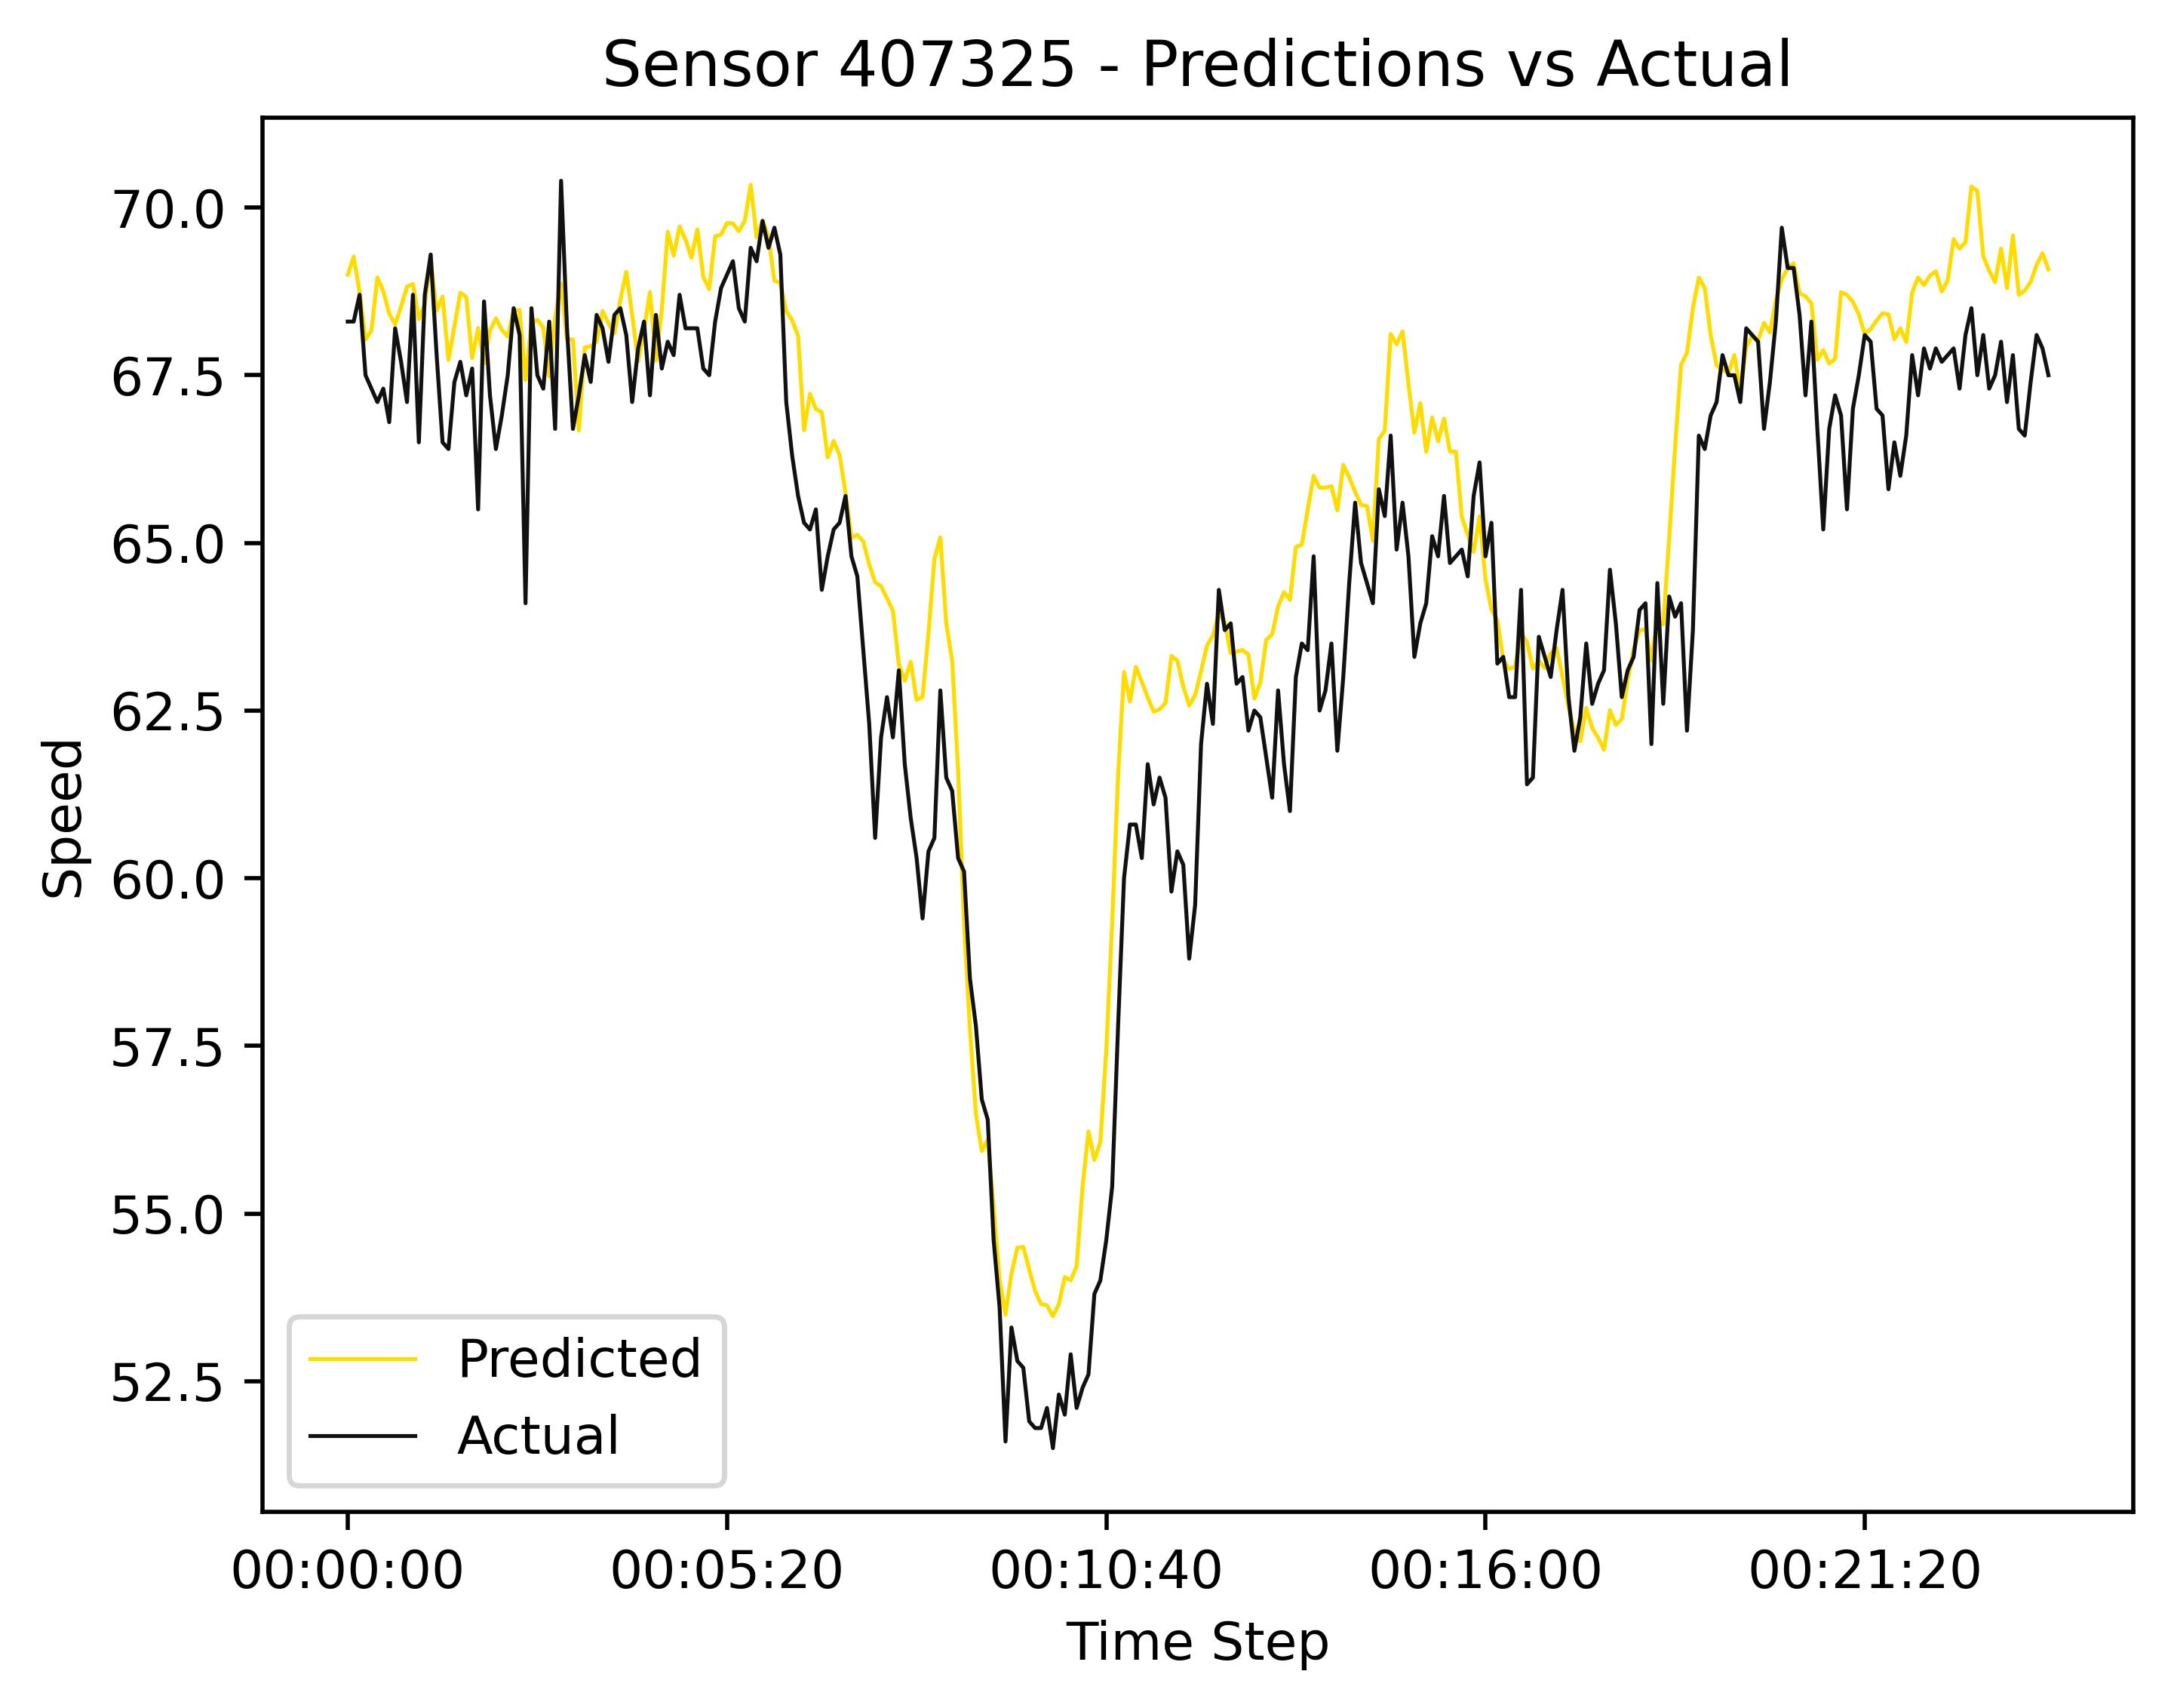 Sensor 407325 - Predictions vs Actual
Speed
70.0
67.5
65.0
62.5
60.0
57.5
55.0
52.5
Predicted
Actual
00:00:00 00:05:20 00:10:40 00:16:00 00:21:20
Time Step